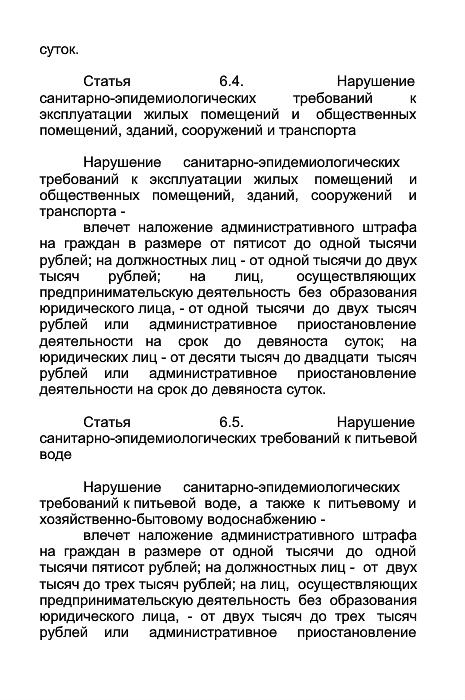 суток.
Статья 6.4. Нарушение
санитарно-эпидемиологических требований к
эксплуатации жилых помещений и общественных
помещений, зданий, сооружений и транспорта
Нарушение санитарно-эпидемиологических
требований к эксплуатации жилых помещений и
общественных помещений, зданий, сооружений и
транспорта -
влечет наложение административного штрафа
на граждан в размере от пятисот до одной тысячи
рублей; на должностных лиц - от одной тысячи до двух
тысяч рублей; на лиц, осуществляющих
предпринимательскую деятельность без образования
юридического лица, - от одной тысячи до двух тысяч
рублей или административное приостановление
деятельности на срок до девяноста суток; на
юридических лиц - от десяти тысяч до двадцати тысяч
рублей или административное приостановление
деятельности на срок до девяноста суток.
Статья 6.5. Нарушение
санитарно-эпидемиологических требований к питьевой
воде
Нарушение санитарно-эпидемиологических
требований к питьевой воде, а также к питьевому и
хозяйственно-бытовому водоснабжению -
влечет наложение административного штрафа
на граждан в размере от одной тысячи до одной
тысячи пятисот рублей; на должностных лиц - от двух
тысяч до трех тысяч рублей; на лиц, осуществляющих
предпринимательскую деятельность без образования
юридического лица, - от двух тысяч до трех тысяч
рублей или административное приостановление